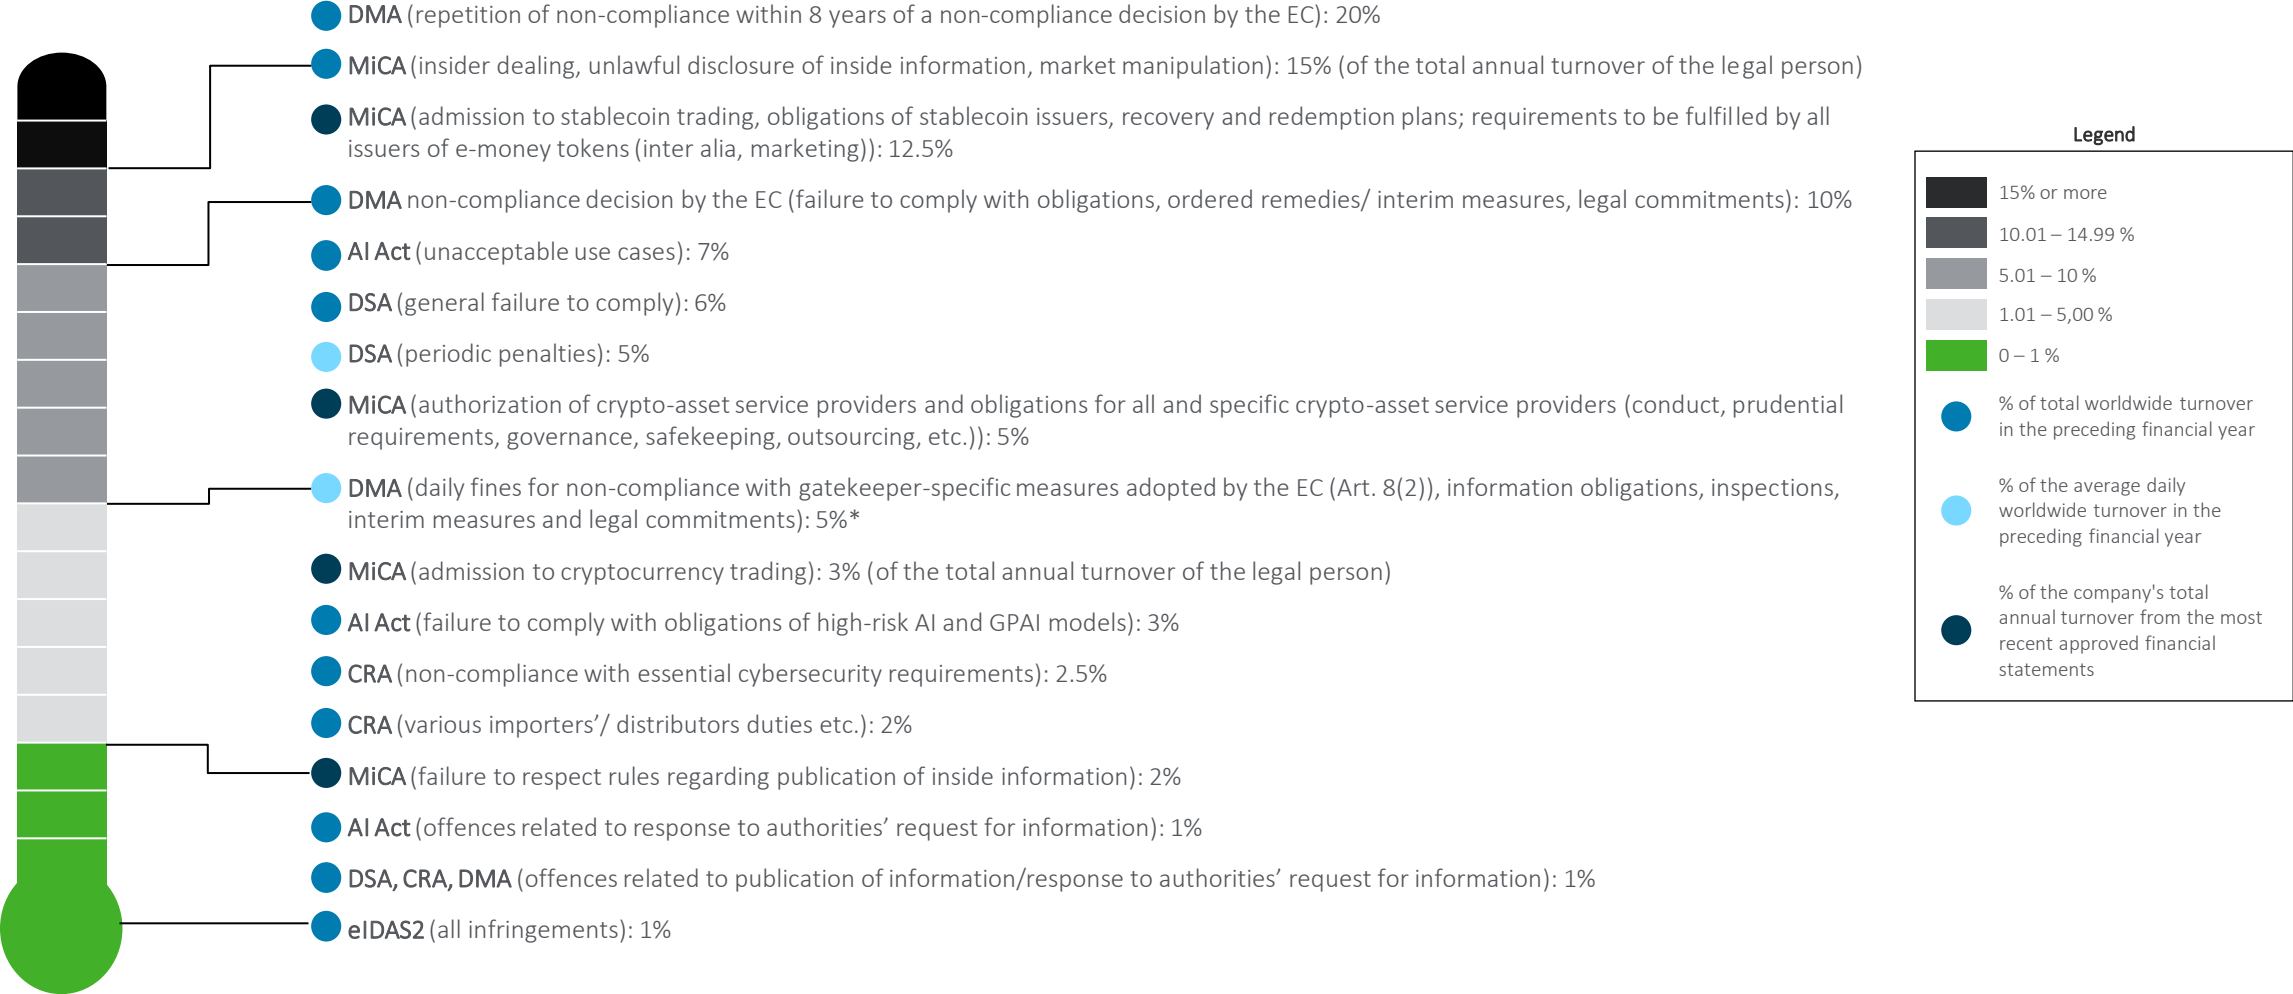 DMA (repetition of non-compliance within 8 years of a non-compliance decision by the EC): 20%
MiCA (insider dealing, unlawful disclosure of inside information, market manipulation): 15% (of the total annual turnover of the legal person)
MiCA (admission to stablecoin trading, obligations of stablecoin issuers, recovery and redemption plans; requirements to be fulfilled by all
issuers of e-money tokens (inter alia, marketing)): 12.5%
DMA non-compliance decision by the EC (failure to comply with obligations, ordered remedies/ interim measures, legal commitments): 10%
AI Act (unacceptable use cases): 7%
DSA (general failure to comply): 6%
DSA (periodic penalties): 5%
MiCA (authorization of crypto-asset service providers and obligations for all and specific crypto-asset service providers (conduct, prudential
requirements, governance, safekeeping, outsourcing, etc.)): 5%
DMA (daily fines for non-compliance with gatekeeper-specific measures adopted by the EC (Art. 8(2)), information obligations, inspections,
interim measures and legal commitments): 5%*
MiCA (admission to cryptocurrency trading): 3% (of the total annual turnover of the legal person)
AI Act (failure to comply with obligations of high-risk AI and GPAI models): 3%
CRA (non-compliance with essential cybersecurity requirements): 2.5%
CRA (various importers’/ distributors duties etc.): 2%
MiCA (failure to respect rules regarding publication of inside information): 2%
AI Act (offences related to response to authorities’ request for information): 1%
DSA, CRA, DMA (offences related to publication of information/response to authorities’ request for information): 1%
eIDAS2 (all infringements): 1%
Legend
15% or more
10.01 – 14.99 %
5.01 – 10 %
1.01 – 5,00 %
0 – 1 %
% of total worldwide turnover
in the preceding financial year
% of the average daily
worldwide turnover in the
preceding financial year
% of the company's total
annual turnover from the most
recent approved financial
statements